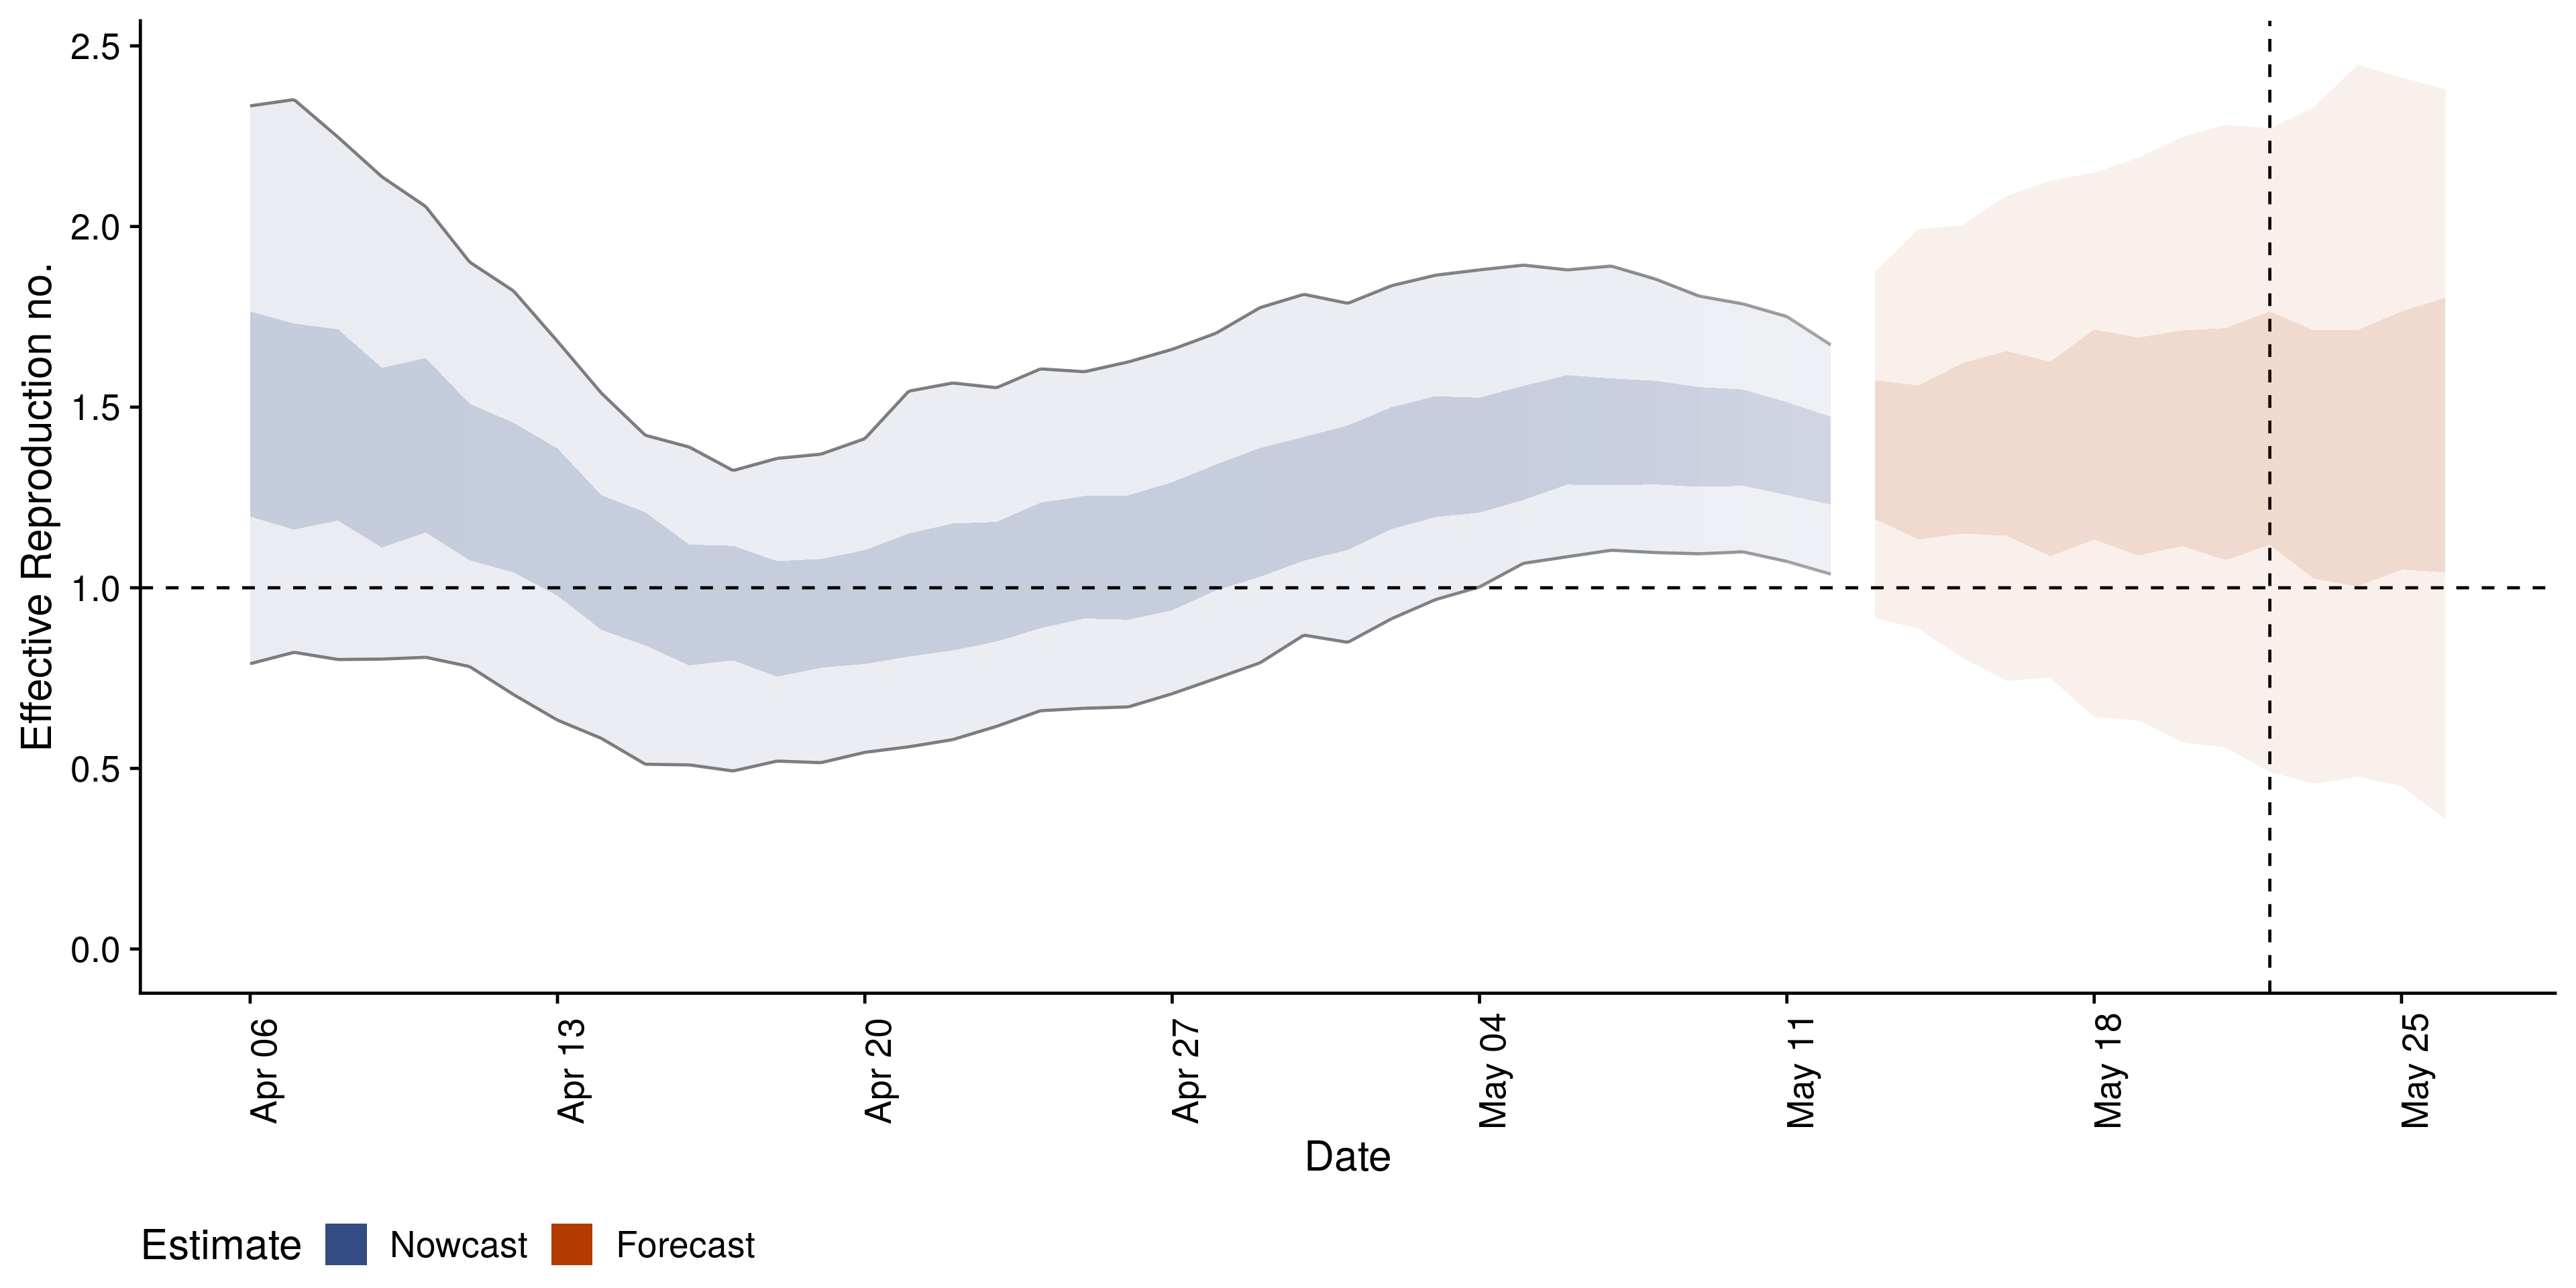 Effective Reproduction no.
2.5
2.0
1.5
1.0
0.5
0.0
Apr 06
Apr 13
Apr 20
Apr 27
May 04
May 11
May 18
May 25
Date
Estimate Nowcast Forecast